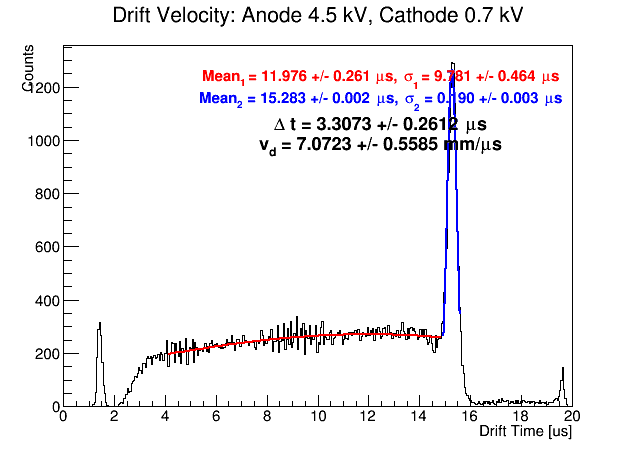 Drift Velocity: Anode 4.5 kV, Cathode 0.7 kV
Counts
Mean1 = 11.976 +/- 0.261 μs, σ1 = 9.781 +/- 0.464 μs
Mean2 = 15.283 +/- 0.002 μs, σ2 = 0.190 +/- 0.003 μs
Δ t = 3.3073 +/- 0.2612 μs
vd = 7.0723 +/- 0.5585 mm/μs
1200
1000
800
600
400
200
0
0 2 4 6 8 10 12 14 16 18 20
Drift Time [us]